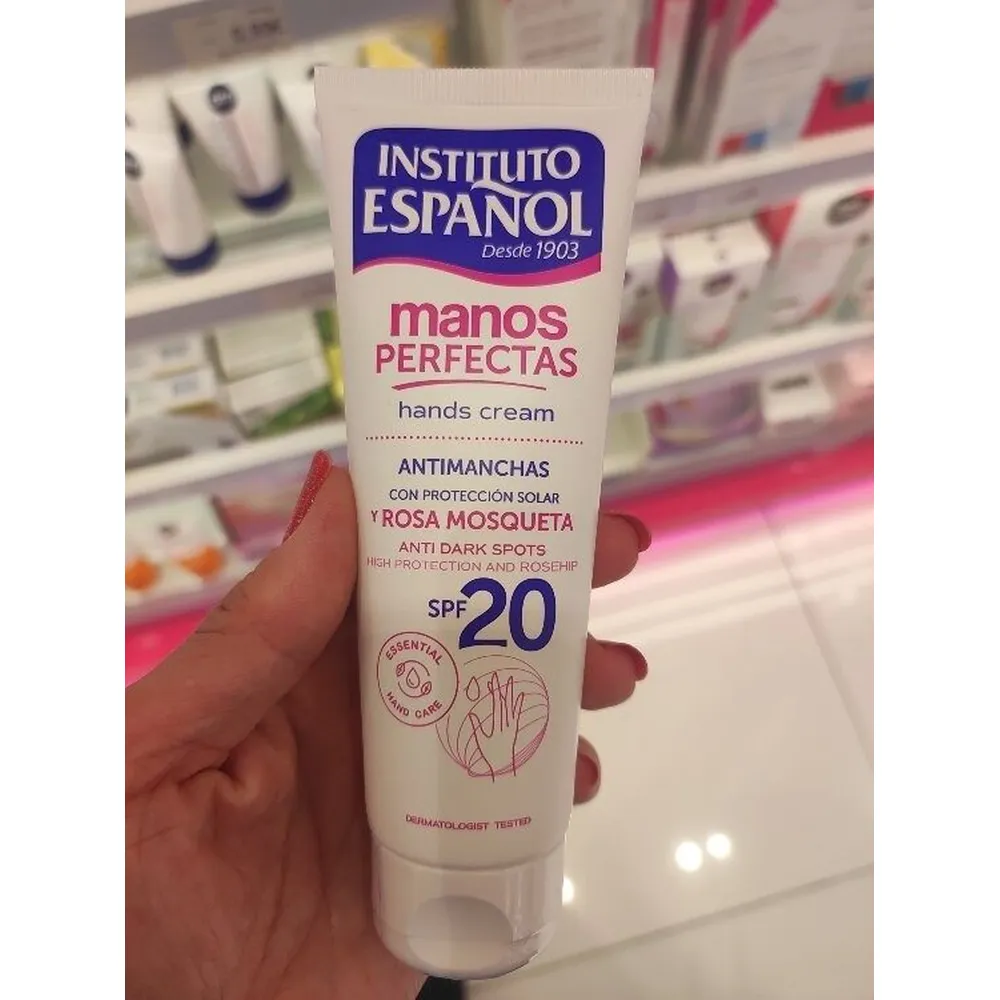 INSTITUTO
ESPAÑOL
Desde 1903
manos
PERFECTAS
hands cream
ANTIMANCHAS
CON PROTECCIÓN SOLAR
Y ROSA MOSQUETA
ANTI DARK SPOTS
HIGH PROTECTION AND ROSEHIP
SPF 20
ESSENTIAL
HAND CARE
DERMATOLOGIST TESTED